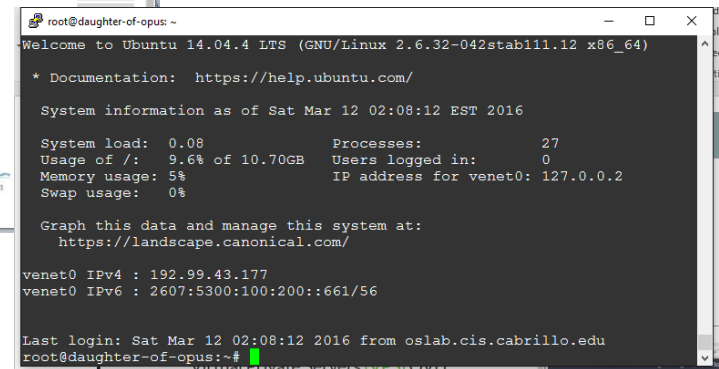 root@daughter-of-opus: ~
Welcome to Ubuntu 14.04.4 LTS (GNU/Linux 2.6.32-042stab111.12 x86_64)
* Documentation: https://help.ubuntu.com/
System information as of Sat Mar 12 02:08:12 EST 2016
System load: 0.08 Processes: 27
Usage of /: 9.6% of 10.70GB Users logged in: 0
Memory usage: 5% IP address for venet0: 127.0.0.2
Swap usage: 0%
Graph this data and manage this system at:
https://landscape.canonical.com/
venet0 IPv4 : 192.99.43.177
venet0 IPv6 : 2607:5300:100:200::661/56
Last login: Sat Mar 12 02:08:12 2016 from oslab.cis.cabrillo.edu
root@daughter-of-opus:~#